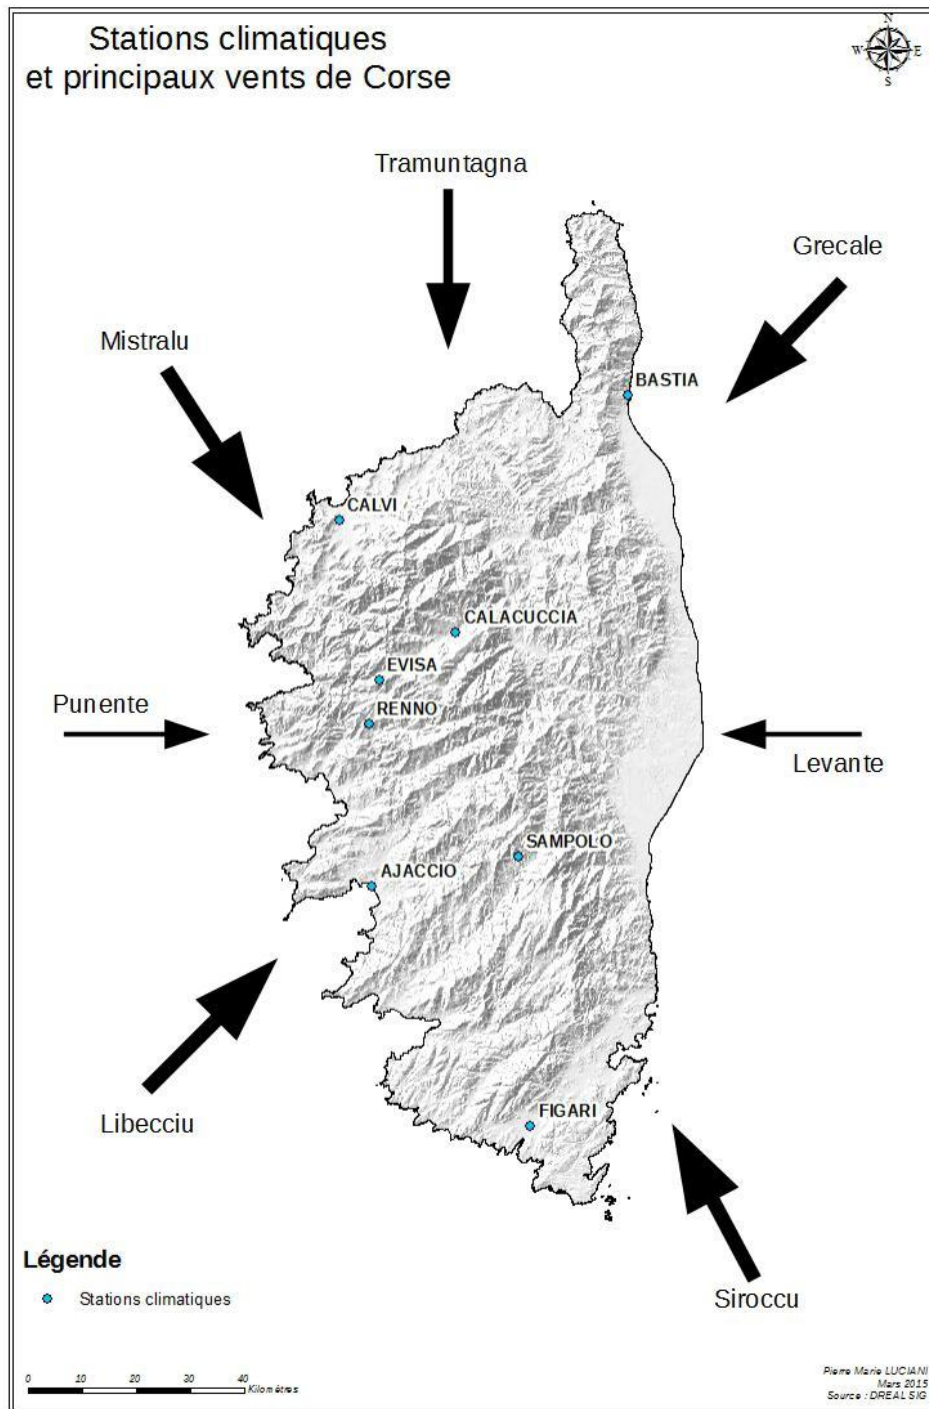 Stations climatiques
et principaux vents de Corse
N
W E
S
Tramuntagna
Grecale
Mistralu
BASTIA
CALVI
CALACUCCIA
EVISA
RENNO
Punente
Levante
SAMPOLO
AJACCIO
Libecciu
FIGARI
Siroccu
Légende
Stations climatiques
0 10 20 30 40
Kilomètres
Pierre Marie LUCIANI
Mars 2015
Source : DREAL SIG